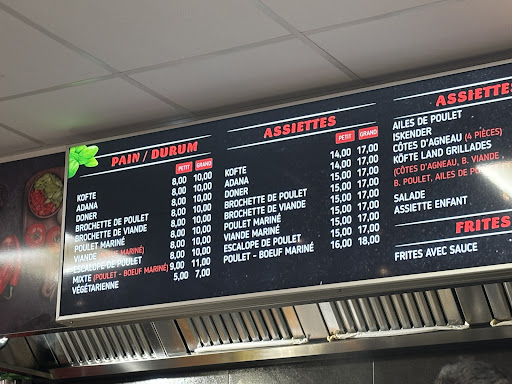 PAIN / DURUM
PETIT GRAND
KOFTE 8,00 10,00
ADANA 8,00 10,00
DONER 8,00 10,00
BROCHETTE DE POULET 8,00 10,00
BROCHETTE DE VIANDE 8,00 10,00
POULET MARINÉ 8,00 10,00
VIANDE MARINÉ) 8,00 10,00
ESCALOPE DE POULET 8,00 10,00
MIXTE (POULET - BOEUF MARINÉ) 9,00 11,00
VÉGÉTARIENNE 5,00 7,00
ASSIETTES
PETIT GRAND
KOFTE 14,00 17,00
ADANA 14,00 17,00
DONER 15,00 17,00
BROCHETTE DE POULET 15,00 17,00
BROCHETTE DE VIANDE 15,00 17,00
POULET MARINÉ 15,00 17,00
VIANDE MARINÉ 15,00 17,00
ESCALOPE DE POULET 15,00 17,00
POULET - BOEUF MARINÉ 16,00 18,00
ASSIETTES
AILES DE POULET
ISKENDER
CÔTES D'AGNEAU (4 PIÈCES)
KÖFTE LAND GRILLADES
(CÔTES D'AGNEAU, B. VIANDE,
B. POULET, AILES DE
SALADE
ASSIETTE ENFANT
FRITES
FRITES AVEC SAUCE